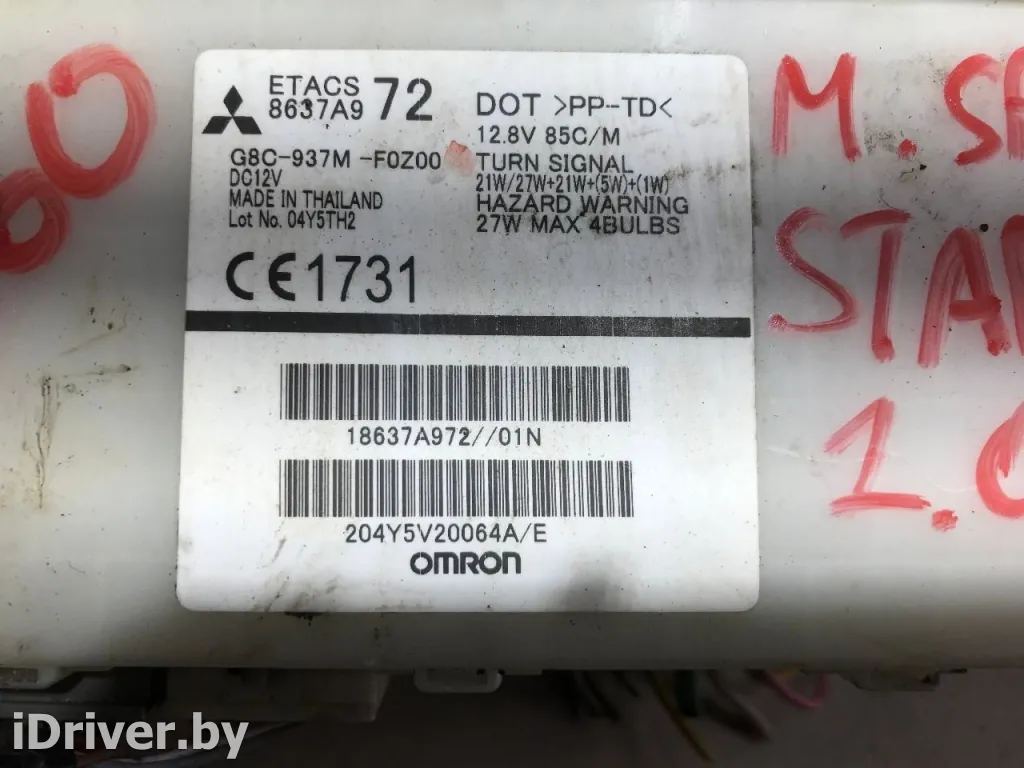 ETACS
8637A9 72
G8C-937M -F0Z00
DC12V
MADE IN THAILAND
Lot No. 04Y5TH2
DOT >PP-TD<
12.8V 85C/M
TURN SIGNAL
21W/27W+21W+(5W)+(1W)
HAZARD WARNING
27W MAX 4BULBS
CE1731
18637A972//01N
204Y5V20064A/E
OMRON
M.
STAR
1.
iDriver.by